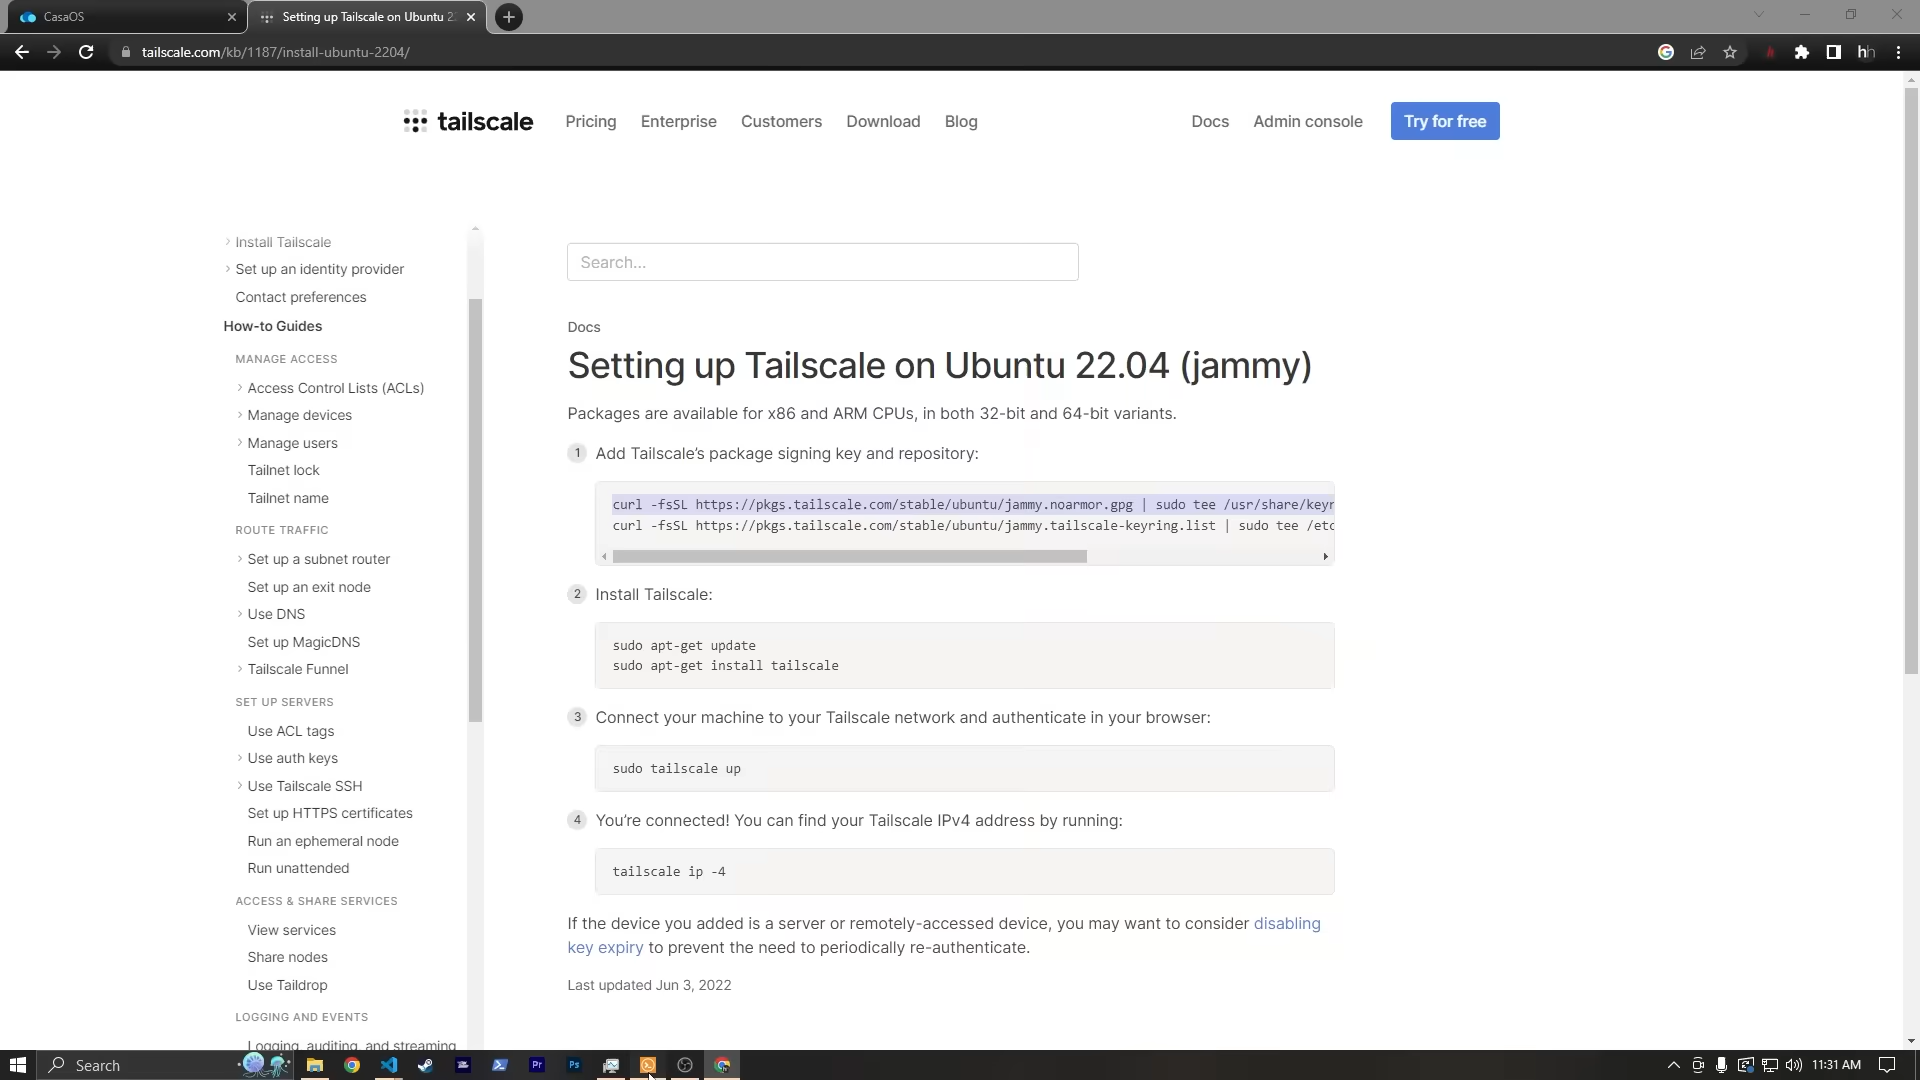 CasaOS
Setting up Tailscale on Ubuntu 22
tailscale.com/kb/1187/install-ubuntu-2204/
tailscale
Pricing
Enterprise
Customers
Download
Blog
Docs
Admin console
Try for free
Install Tailscale
Set up an identity provider
Contact preferences
How-to Guides
MANAGE ACCESS
Access Control Lists (ACLs)
Manage devices
Manage users
Tailnet lock
Tailnet name
ROUTE TRAFFIC
Set up a subnet router
Set up an exit node
Use DNS
Set up MagicDNS
Tailscale Funnel
SET UP SERVERS
Use ACL tags
Use auth keys
Use Tailscale SSH
Set up HTTPS certificates
Run an ephemeral node
Run unattended
ACCESS & SHARE SERVICES
View services
Share nodes
Use Taildrop
LOGGING AND EVENTS
Logging, auditing, and streaming
Search...
Docs
Setting up Tailscale on Ubuntu 22.04 (jammy)
Packages are available for x86 and ARM CPUs, in both 32-bit and 64-bit variants.
1 Add Tailscale’s package signing key and repository:
curl -fsSL https://pkgs.tailscale.com/stable/ubuntu/jammy.noarmor.gpg | sudo tee /usr/share/keyr
curl -fsSL https://pkgs.tailscale.com/stable/ubuntu/jammy.tailscale-keyring.list | sudo tee /etc
2 Install Tailscale:
sudo apt-get update
sudo apt-get install tailscale
3 Connect your machine to your Tailscale network and authenticate in your browser:
sudo tailscale up
4 You’re connected! You can find your Tailscale IPv4 address by running:
tailscale ip -4
If the device you added is a server or remotely-accessed device, you may want to consider disabling
key expiry to prevent the need to periodically re-authenticate.
Last updated Jun 3, 2022
Search
Pr
Ps
11:31 AM